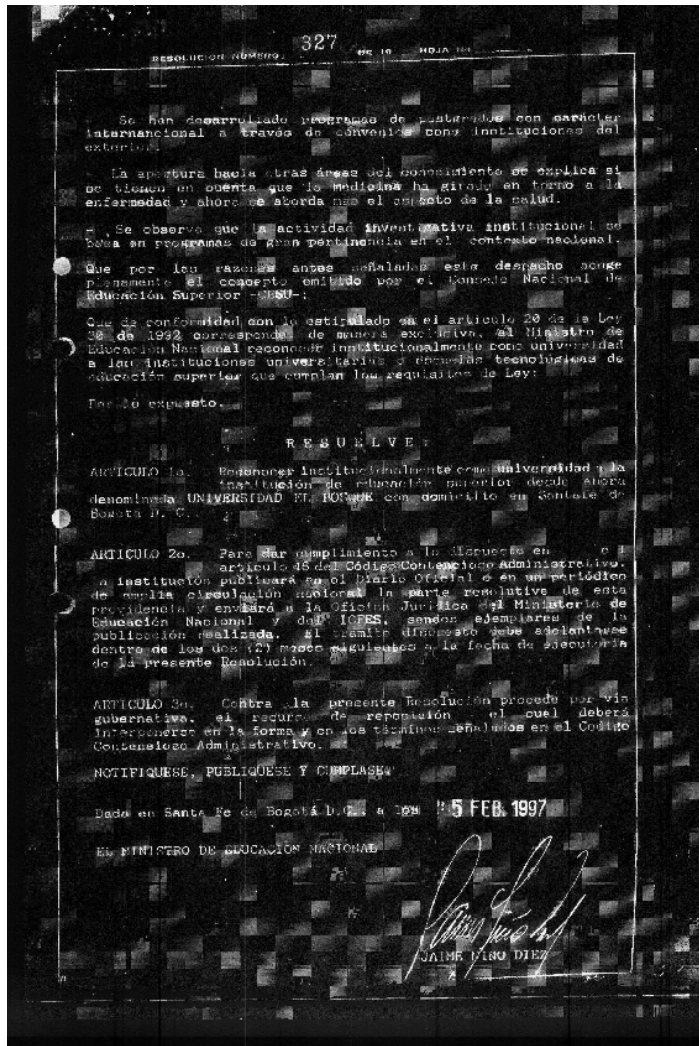 RESOLUCION NUMERO: 327 DE 19 HOJA No.
- Se han desarrollado programas de postgrados con carácter
internancional a través de convenios cons instituciones del
exterior.
- La apertura hacia otras áreas del conocimiento se explica si
se tienen en cuenta que la medicina ha girado en torno a la
enfermedad y ahora se aborda mas el aspecto de la salud.
- Se observa que la actividad investigativa institucional se
basa en programas de gran pertinencia en el contexto nacional.
Que por las razones antes señaladas este despacho acoge
plenamente el concepto emitido por el Consejo Nacional de
Educación Superior -CESU-;
Que de conformidad con lo estipulado en el articulo 20 de la Ley
30 de 1992 corresponde de manera exclusiva, al Ministro de
Educación Nacional reconocer institucionalmente como universidad
a las instituciones universitarias o escuelas tecnológicas de
educación superior que cumplan los requisitos de Ley;
Por lo expuesto.
R E S U E L V E :
ARTICULO 1o. Reconocer institucionalmente como universidad a la
institución de educación superior desde ahora
denominada UNIVERSIDAD EL BOSQUE con domicilio en Santafe de
Bogotá D. C.
ARTICULO 2o. Para dar cumplimiento a lo dispuesto en el
articulo 45 del Código Contencioso Administrativo.
la institución publicará en el Diario Oficial o en un periódico
de amplia circulación nacional la parte resolutiva de esta
providencia y enviará a la Oficina Jurídica del Ministerio de
Educación Nacional y del ICFES, sendos ejemplares de la
publicación realizada. El trámite dispuesto debe adelantarse
dentro de los dos (2) meses siguientes a la fecha de ejecutoria
de la presente Resolución.
ARTICULO 3o. Contra la presente Resolución procede por vía
gubernativa, el recurso de reposición el cual deberá
interponerse en la forma y en los términos señalados en el Código
Contensiozo Administrativo.
NOTIFIQUESE, PUBLIQUESE Y CUMPLASE
Dada en Santa Fe de Bogotá D.C., a los 5 FEB. 1997
EL MINISTRO DE EDUCACION NACIONAL
JAIME NIÑO DIEZ